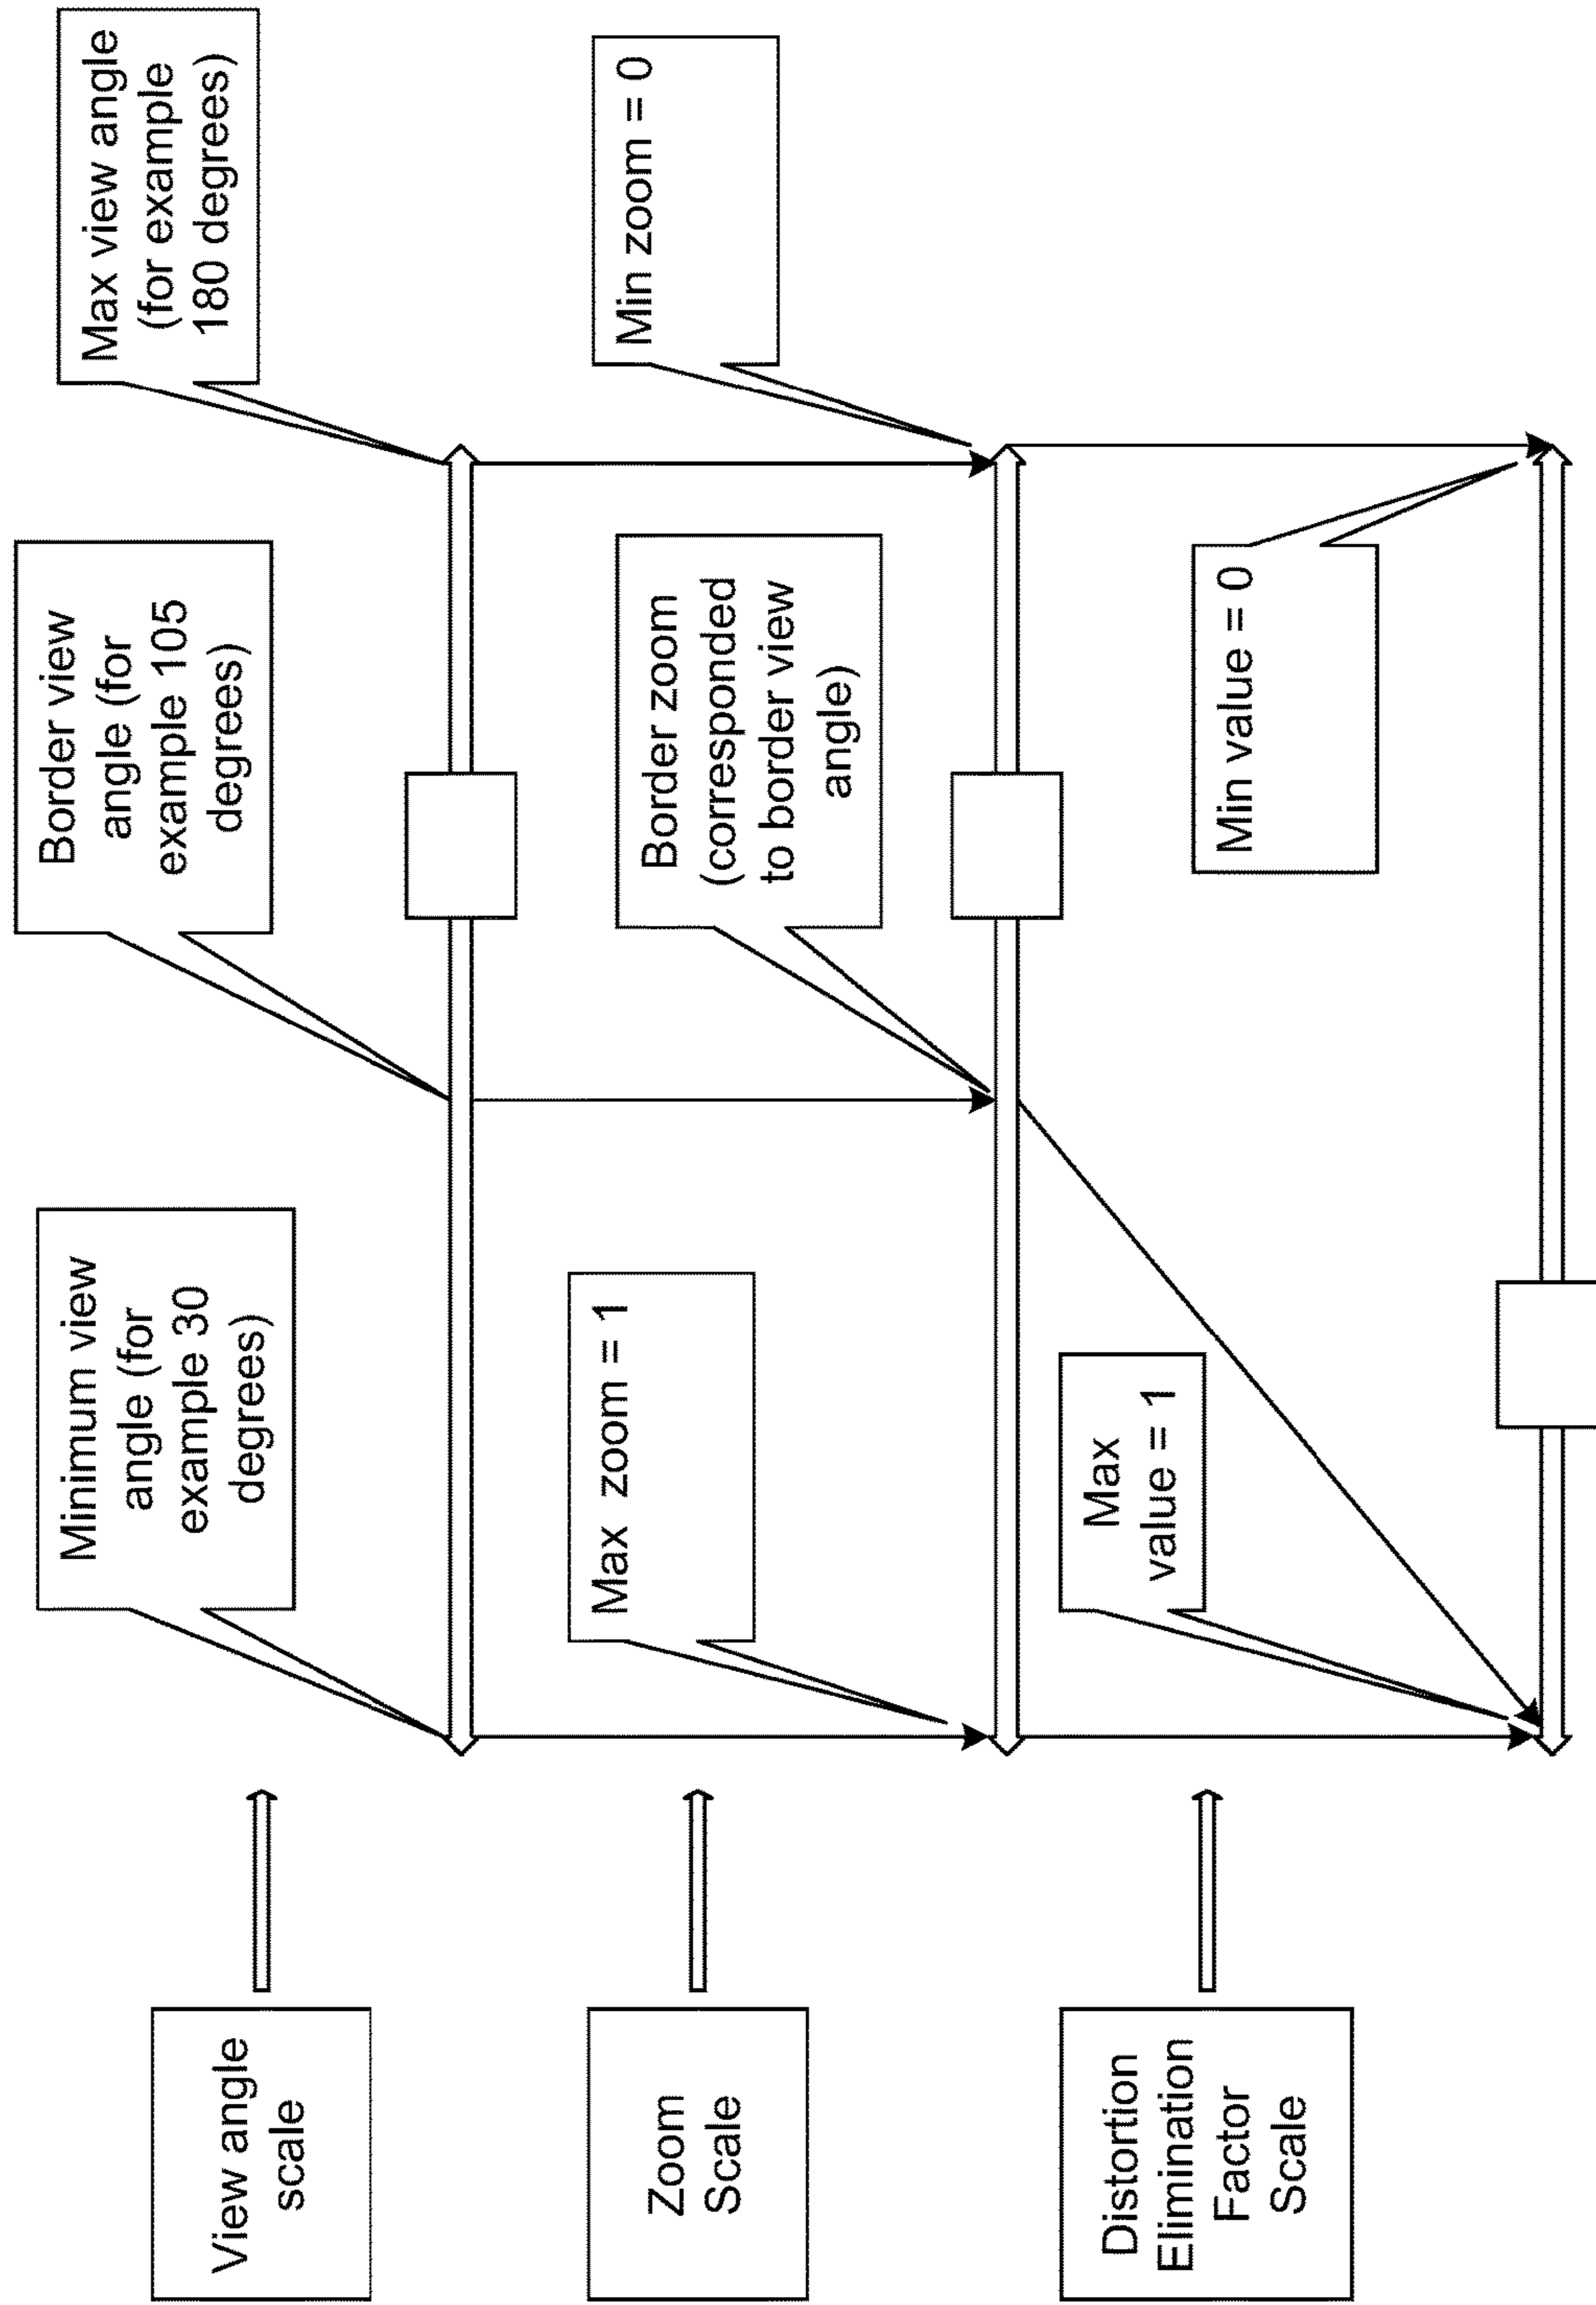 View angle
scale
Minimum view
angle (for
example 30
degrees)
Border view
angle (for
example 105
degrees)
Max view angle
(for example
180 degrees)
Zoom
Scale
Max zoom = 1
Border zoom
(corresponded
to border view
angle)
Min zoom = 0
Distortion
Elimination
Factor
Scale
Max
value = 1
Min value = 0